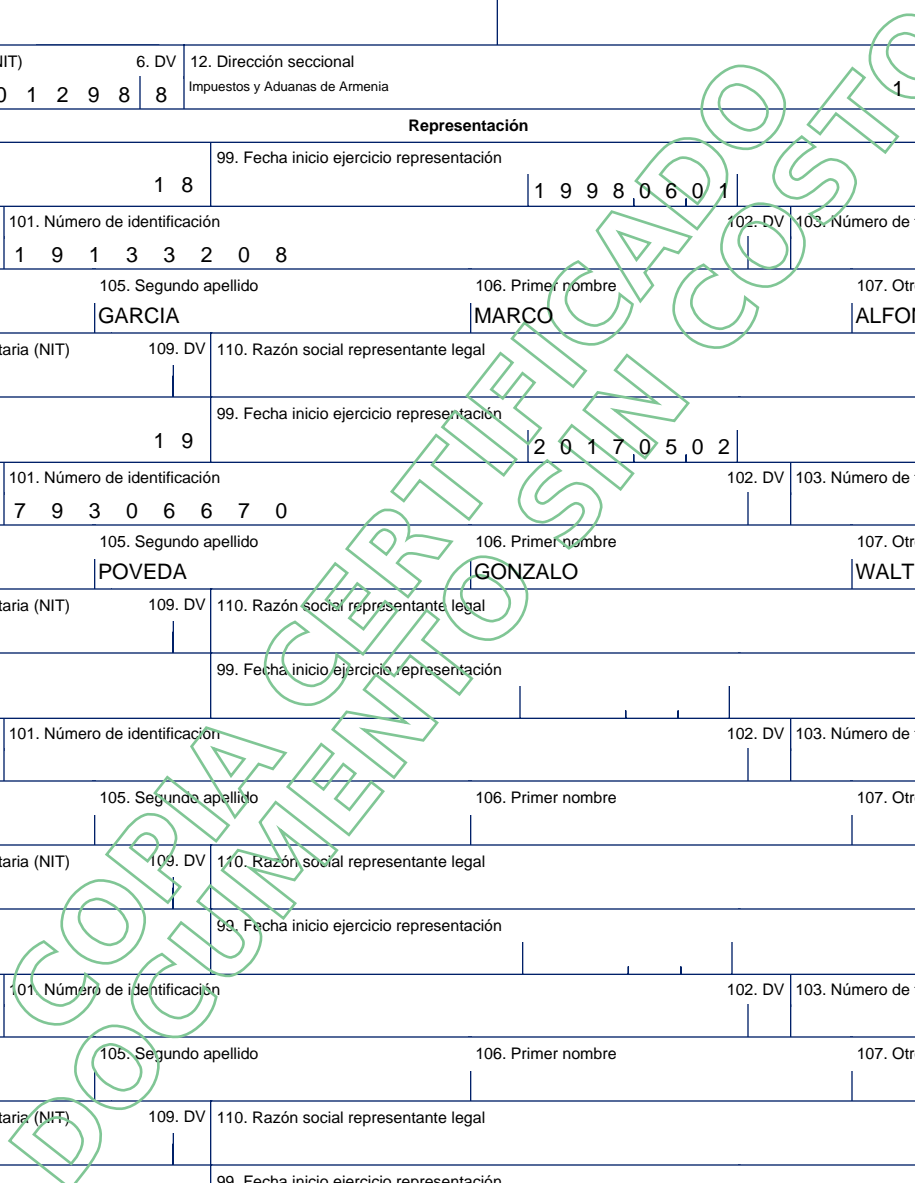 NIT) 6. DV 12. Dirección seccional
0 1 2 9 8 8 Impuestos y Aduanas de Armenia 1
Representación
99. Fecha inicio ejercicio representación
1 8 1 9 9 8 0 6 0 1
101. Número de identificación 102. DV 103. Número de
1 9 1 3 3 2 0 8
105. Segundo apellido 106. Primer nombre 107. Otr
GARCIA MARCO ALFON
taria (NIT) 109. DV 110. Razón social representante legal
99. Fecha inicio ejercicio representación
1 9 2 0 1 7 0 5 0 2
101. Número de identificación 102. DV 103. Número de
7 9 3 0 6 6 7 0
105. Segundo apellido 106. Primer nombre 107. Otr
POVEDA GONZALO WALT
taria (NIT) 109. DV 110. Razón social representante legal
99. Fecha inicio ejercicio representación
101. Número de identificación 102. DV 103. Número de
105. Segundo apellido 106. Primer nombre 107. Otr
taria (NIT) 109. DV 110. Razón social representante legal
99. Fecha inicio ejercicio representación
101. Número de identificación 102. DV 103. Número de
105. Segundo apellido 106. Primer nombre 107. Otr
taria (NIT) 109. DV 110. Razón social representante legal
99. Fecha inicio ejercicio representación
COPIA CERTIFICADO
DOCUMENTO SIN COSTO